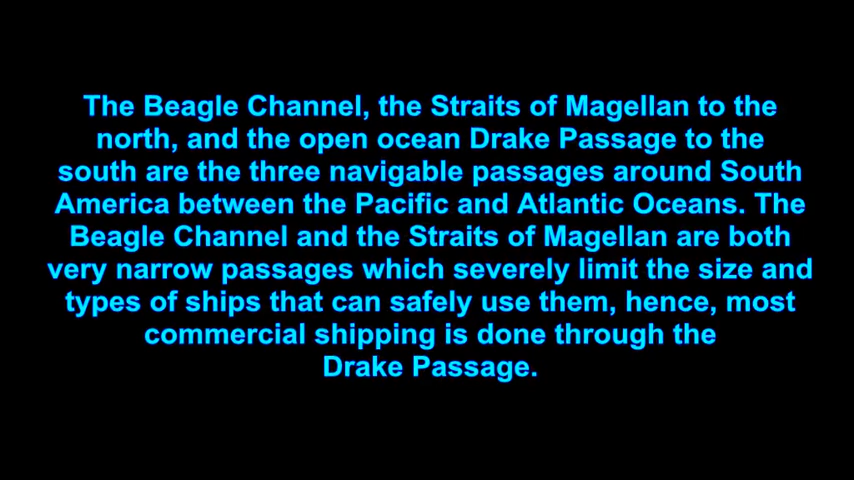 The Beagle Channel, the Straits of Magellan to the
north, and the open ocean Drake Passage to the
south are the three navigable passages around South
America between the Pacific and Atlantic Oceans. The
Beagle Channel and the Straits of Magellan are both
very narrow passages which severely limit the size and
types of ships that can safely use them, hence, most
commercial shipping is done through the
Drake Passage.